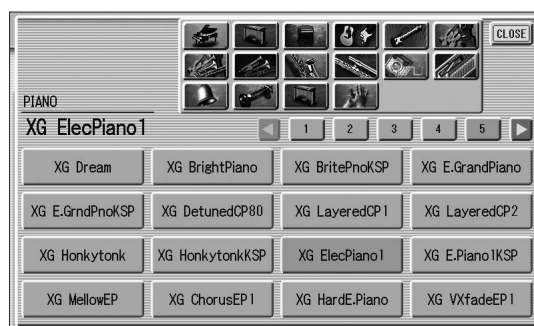 CLOSE
PIANO
XG ElecPiano1
1 2 3 4 5
XG Dream XG BrightPiano XG BritePnoKSP XG E.GrandPiano
XG E.GrndPnoKSP XG DetunedCP80 XG LayeredCP1 XG LayeredCP2
XG Honkytonk XG HonkytonkKSP XG ElecPiano1 XG E.Piano1KSP
XG MellowEP XG ChorusEP1 XG HardE.Piano XG VXfadeEP1